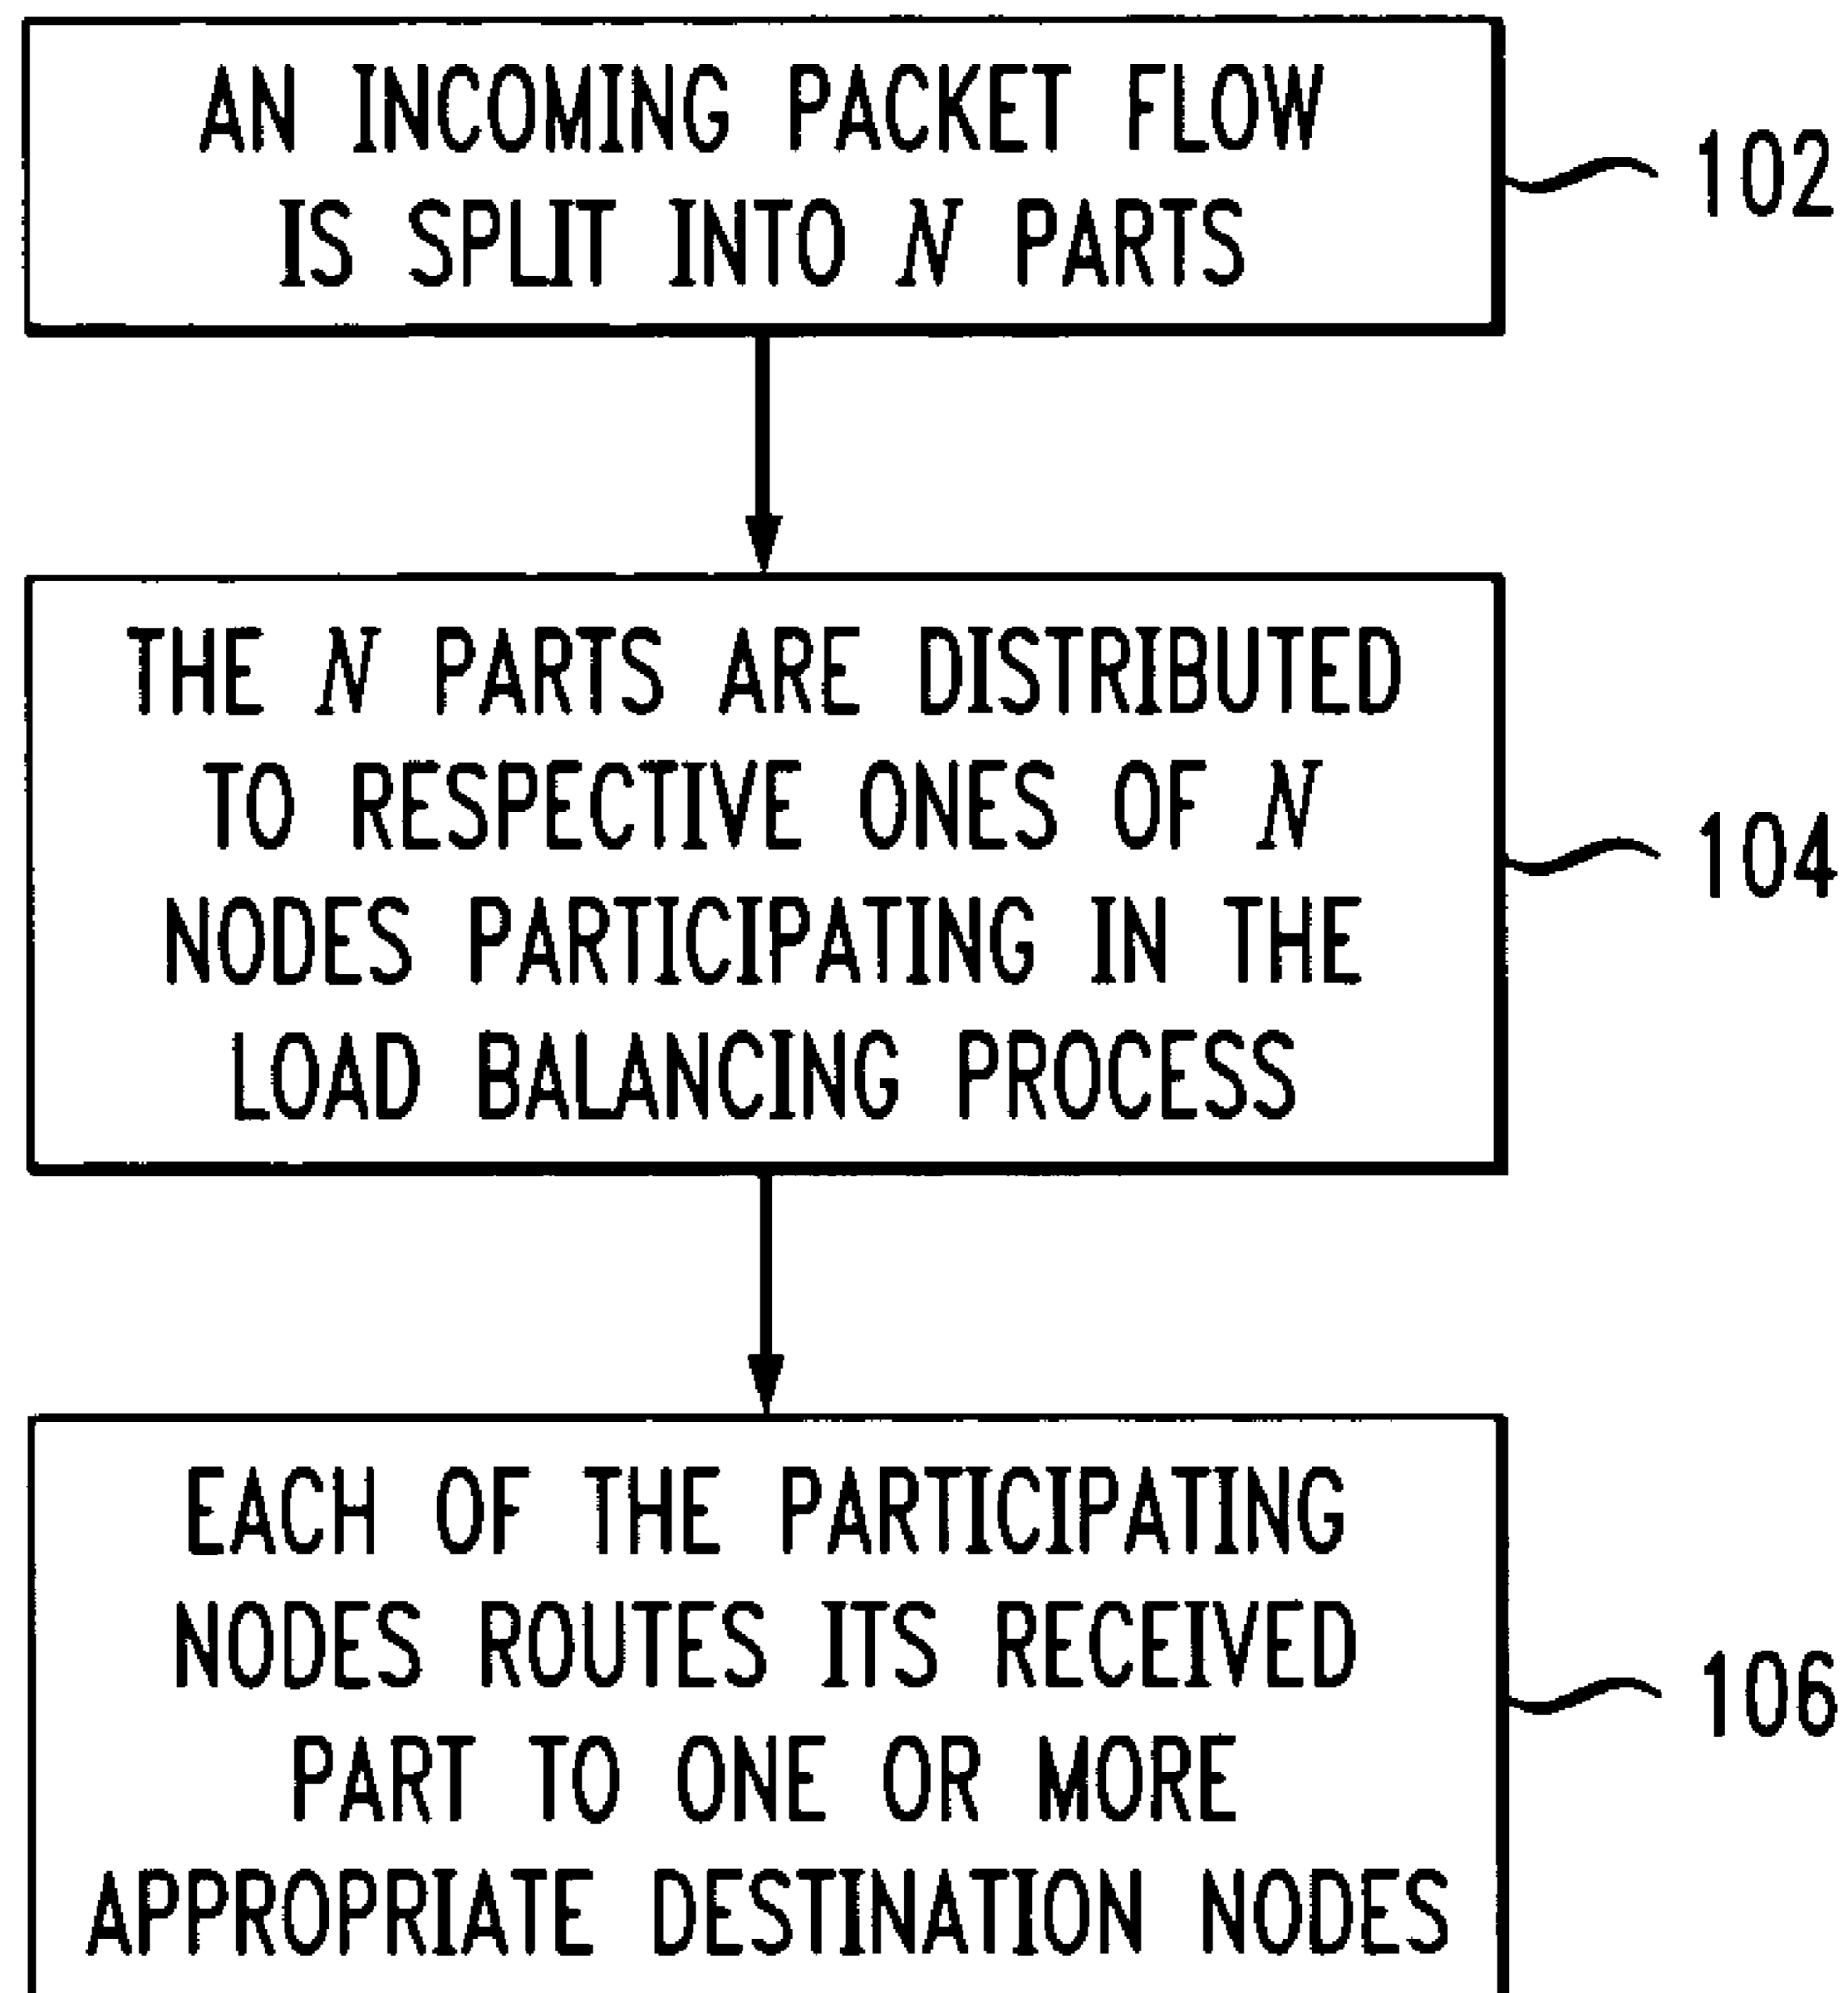 AN INCOMING PACKET FLOW
IS SPLIT INTO N PARTS
102
THE N PARTS ARE DISTRIBUTED
TO RESPECTIVE ONES OF N
NODES PARTICIPATING IN THE
LOAD BALANCING PROCESS
104
EACH OF THE PARTICIPATING
NODES ROUTES ITS RECEIVED
PART TO ONE OR MORE
APPROPRIATE DESTINATION NODES
106